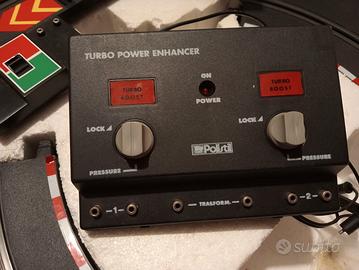 TURBO POWER ENHANCER
TURBO
BOOST
ON
POWER
TURBO
BOOST
LOCK
LOCK
PRESSURE
Polistil
PRESSURE
1
TRASFORM.
2
subito